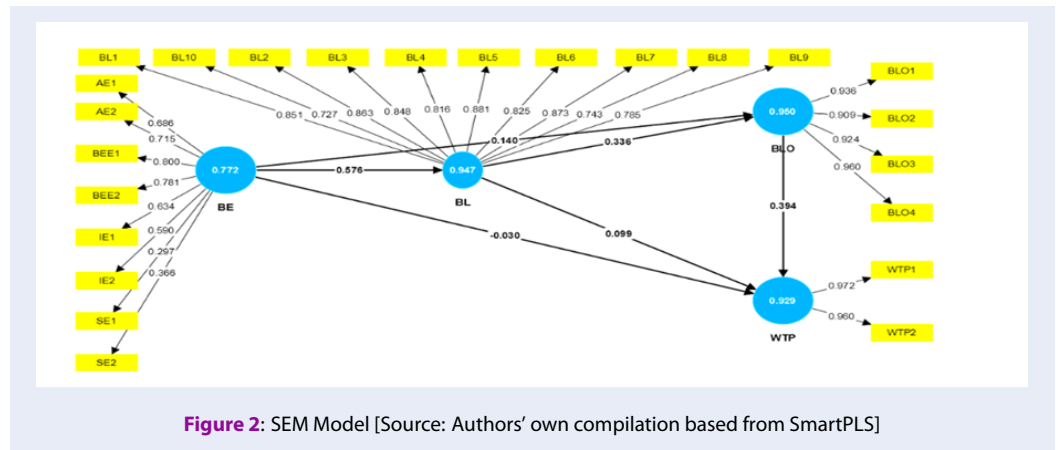 BL1 BL10 BL2 BL3 BL4 BL5 BL6 BL7 BL8 BL9
AE1
AE2
BEE1
BEE2
IE1
IE2
SE1
SE2
0.686
0.715
0.800
0.781
0.634
0.590
0.297
0.366
0.772
BE
0.851 0.727 0.863 0.848 0.816 0.881 0.825 0.873 0.743 0.785
0.576
0.140
0.336
-0.030
0.099
0.947
BL
0.950
BLO
0.936
0.909
0.924
0.960
BLO1
BLO2
BLO3
BLO4
0.394
0.929
WTP
0.972
0.960
WTP1
WTP2
Figure 2: SEM Model [Source: Authors' own compilation based from SmartPLS]